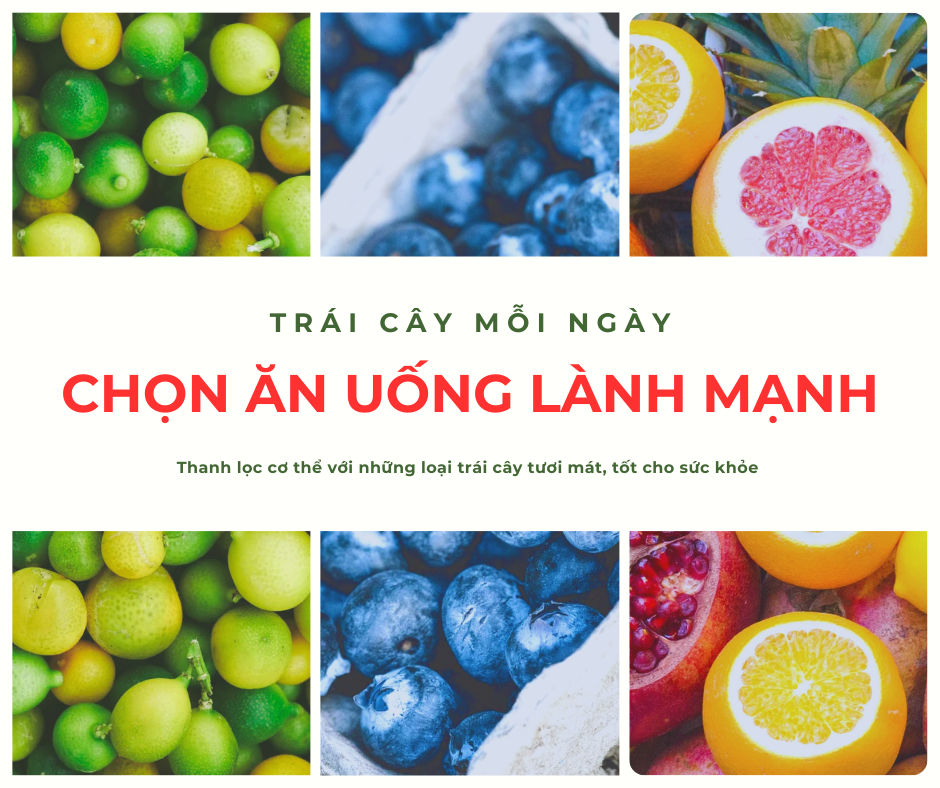 TRÁI CÂY MỖI NGÀY
CHỌN ĂN UỐNG LÀNH MẠNH
Thanh lọc cơ thể với những loại trái cây tươi mát, tốt cho sức khỏe